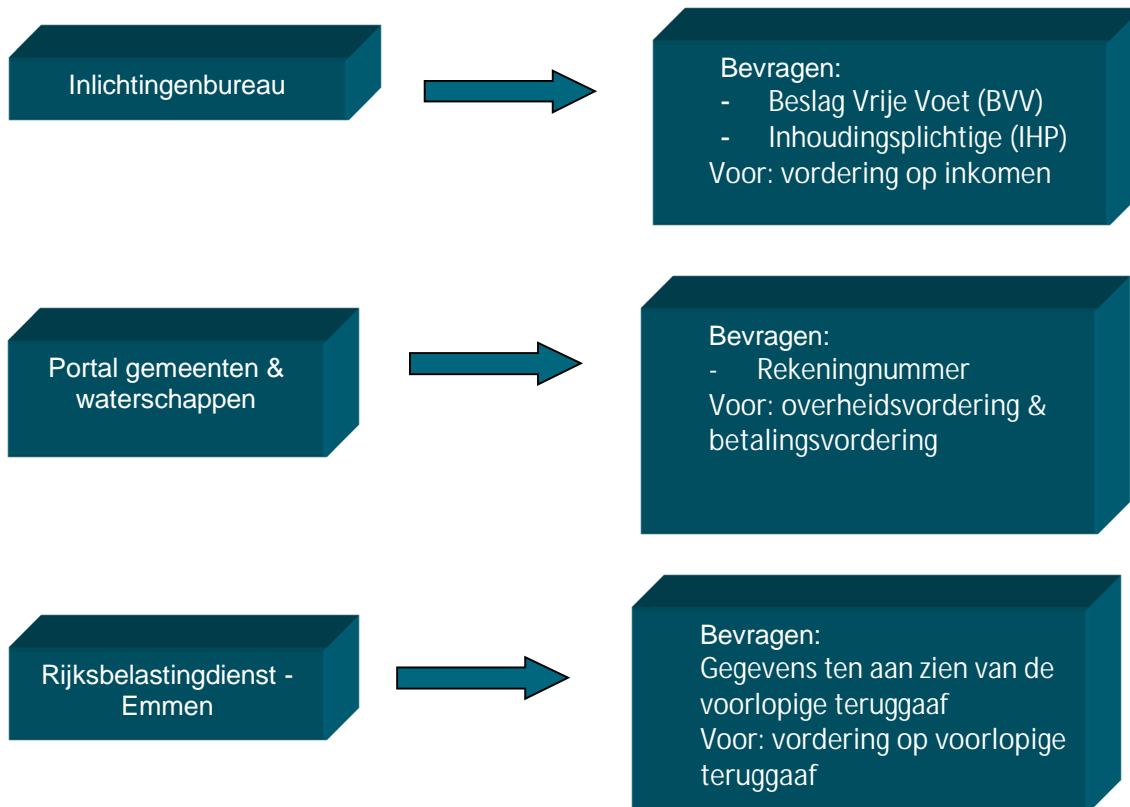 Inlichtingenbureau
Bevragen:
- Beslag Vrije Voet (BVV)
- Inhoudingsplichtige (IHP)
Voor: vordering op inkomen
Portal gemeenten &
waterschappen
Bevragen:
- Rekeningnummer
Voor: overheidsvordering &
betalingsvordering
Rijksbelastingdienst -
Emmen
Bevragen:
Gegevens ten aan zien van de
voorlopige teruggaaf
Voor: vordering op voorlopige
teruggaaf